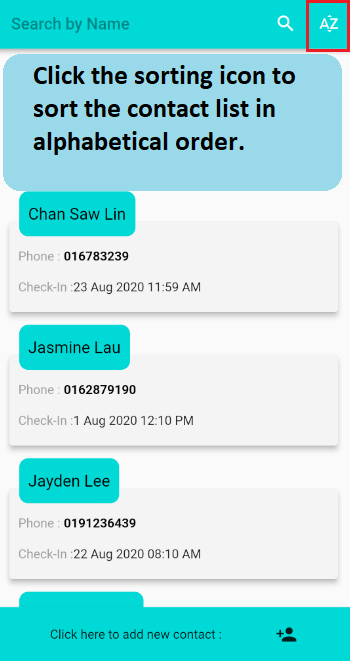 Search by Name
AZ
Click the sorting icon to
sort the contact list in
alphabetical order.
Chan Saw Lin
Phone : 016783239
Check-In :23 Aug 2020 11:59 AM
Jasmine Lau
Phone : 0162879190
Check-In :1 Aug 2020 12:10 PM
Jayden Lee
Phone : 0191236439
Check-In :22 Aug 2020 08:10 AM
Click here to add new contact :